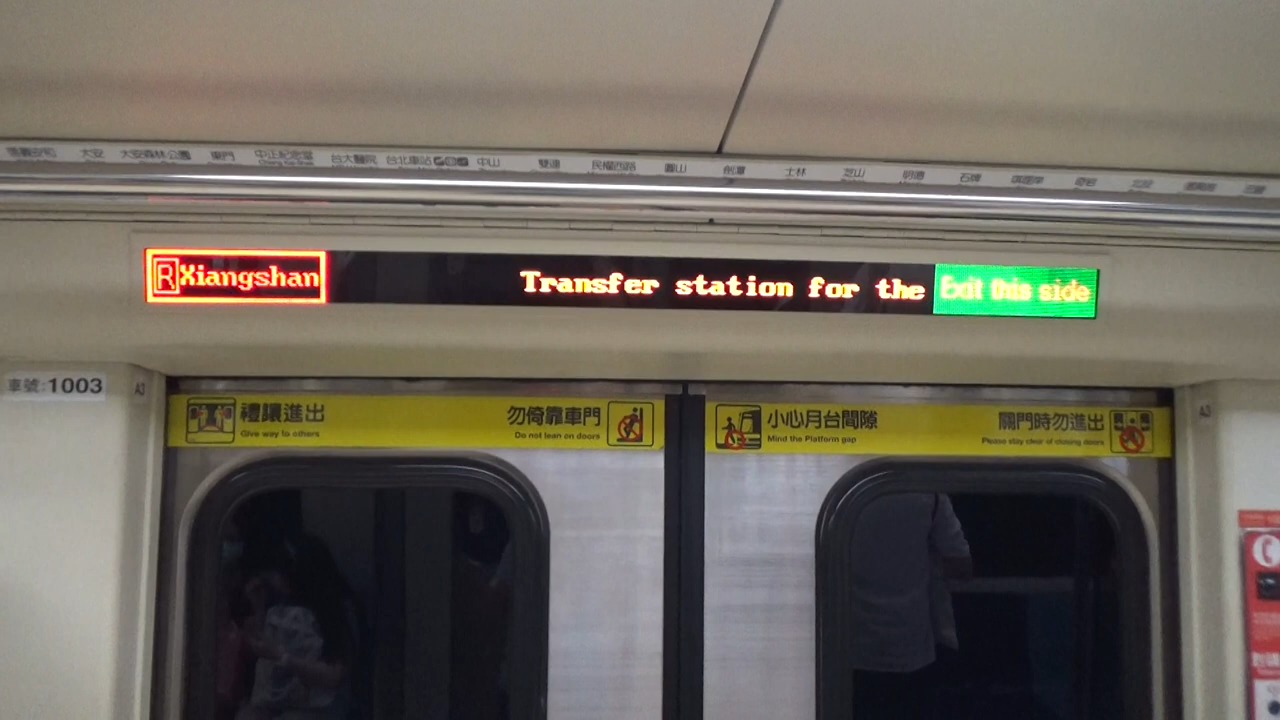 大安
大安森林公園
東門
中正紀念堂
台大醫院
台北車站
中山
雙連
民權西路
圓山
劍潭
士林
芝山
明德
石牌
R Xiangshan
Transfer station for the
Exit this side
車號:1003
A3
禮讓進出
Give way to others
勿倚靠車門
Do not lean on doors
小心月台間隙
Mind the Platform gap
關門時勿進出
Please stay clear of closing doors
A3